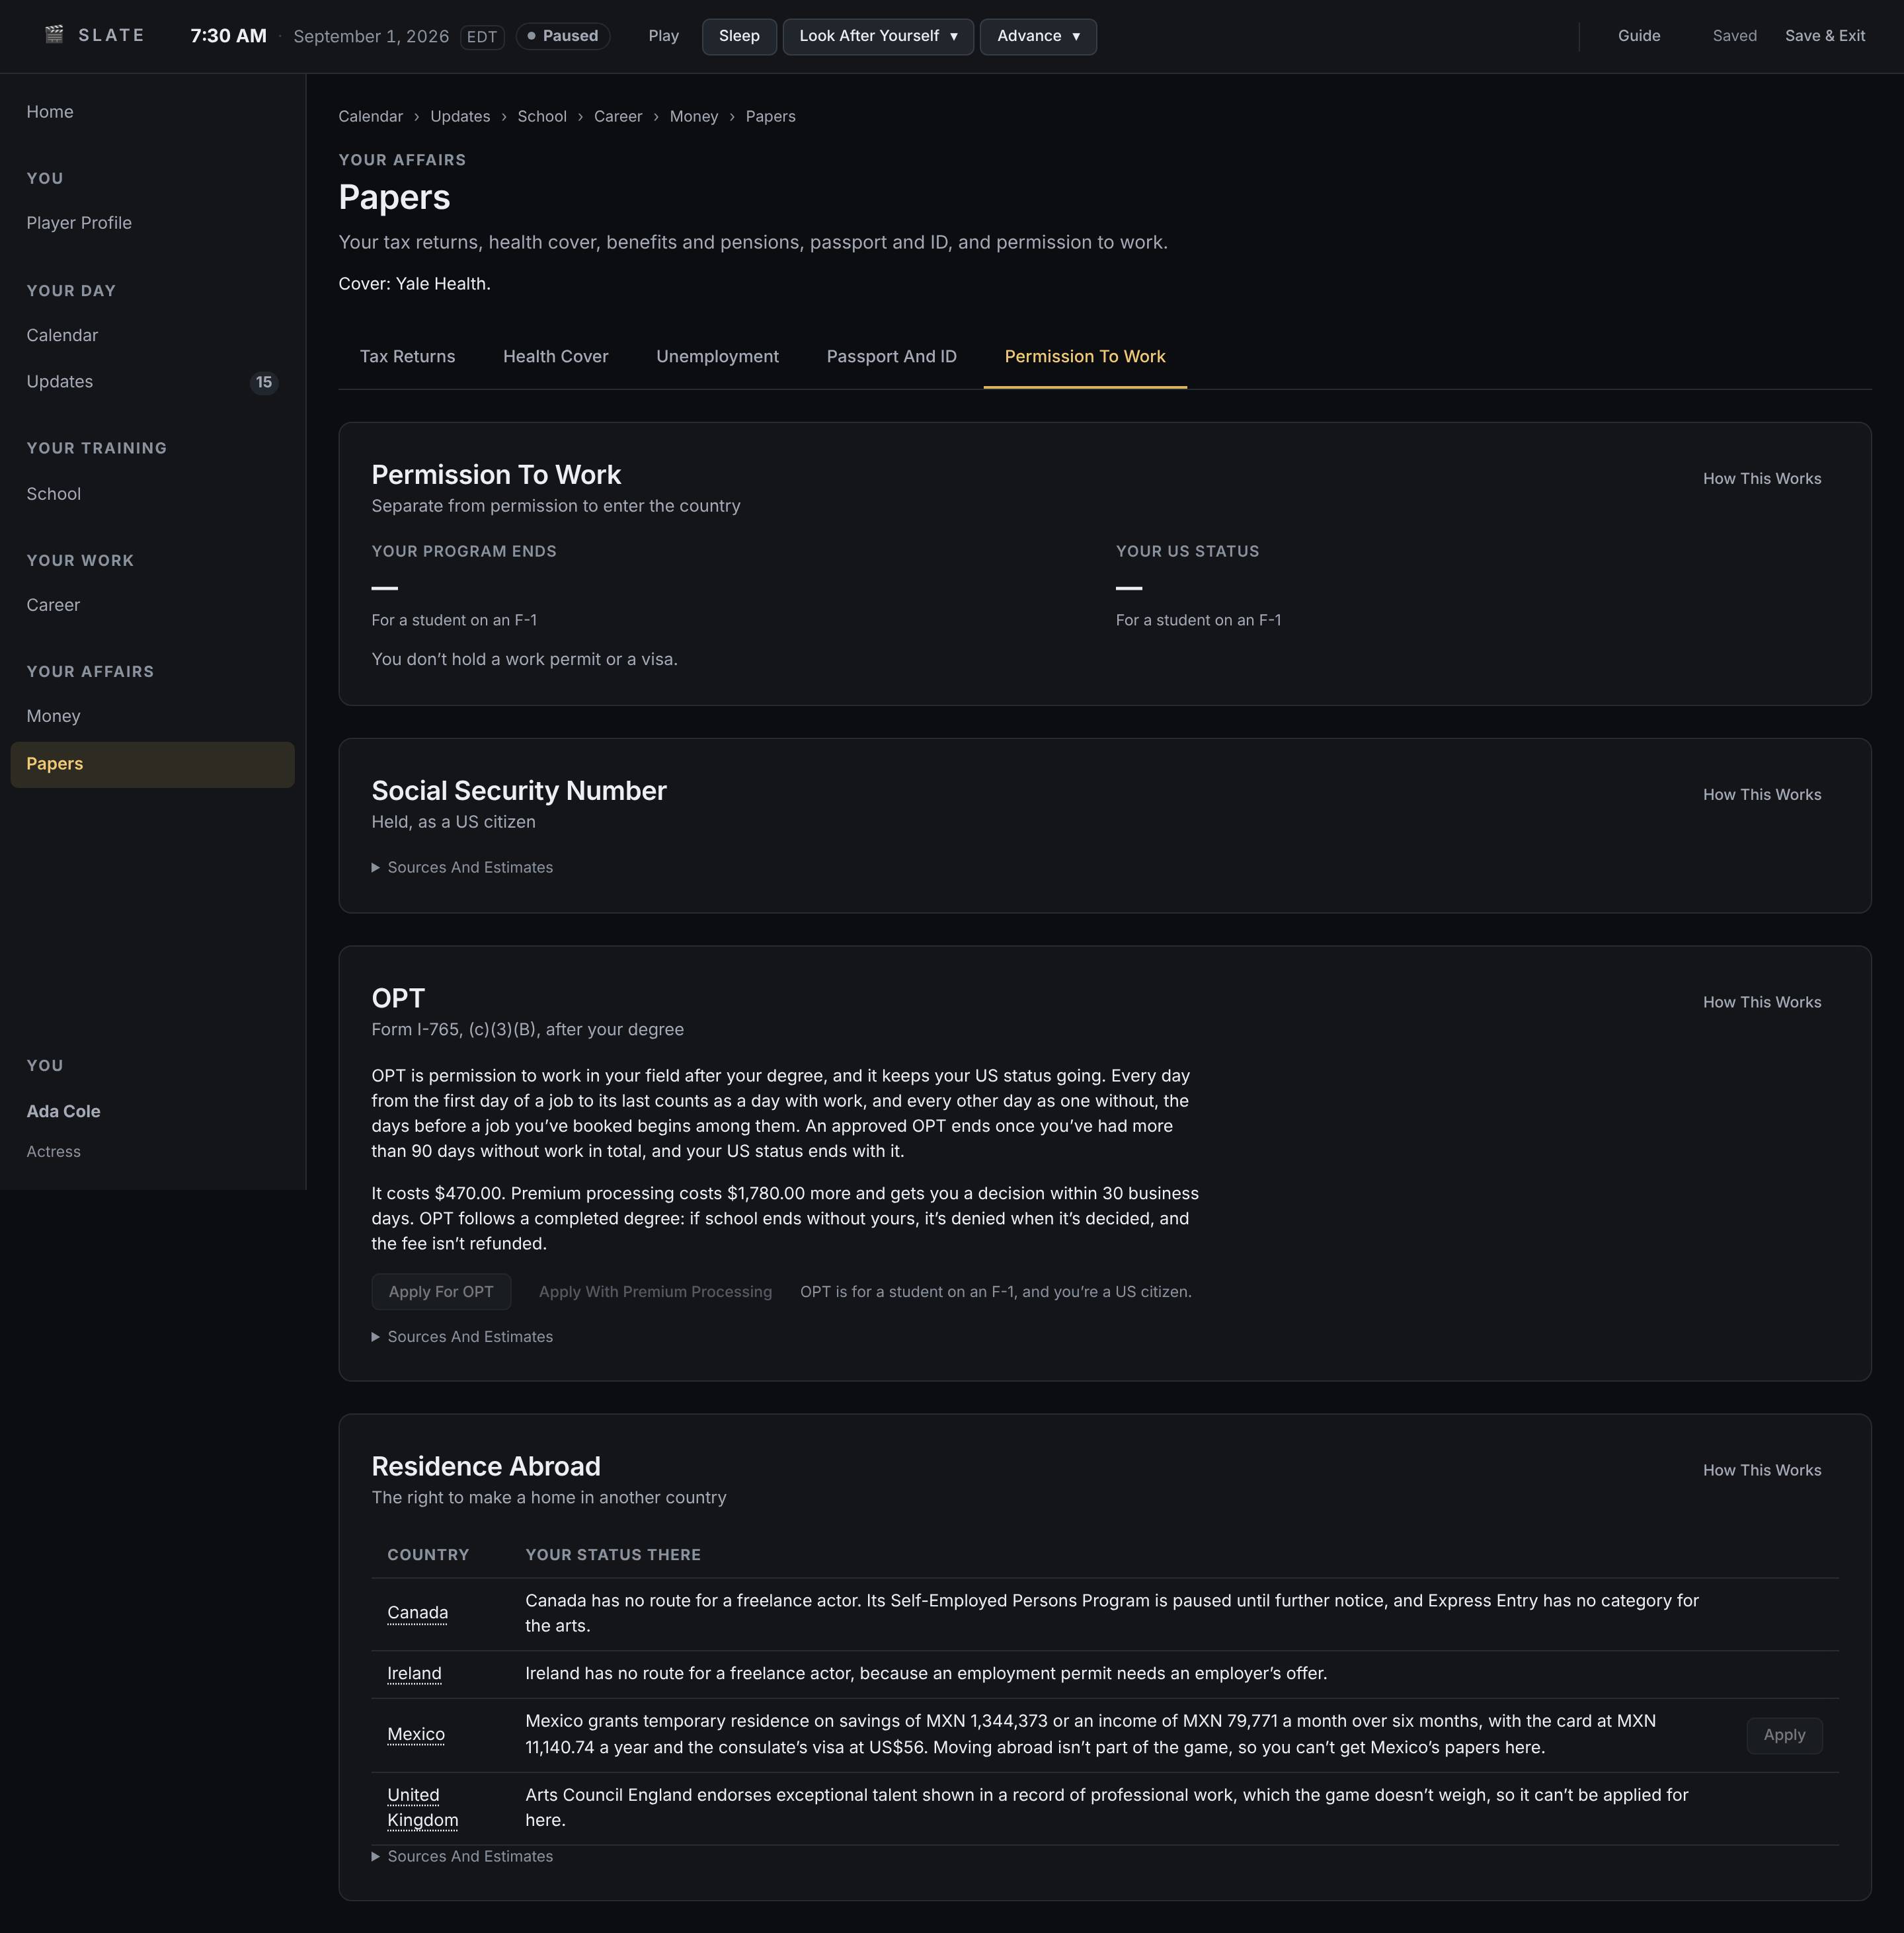 SLATE
7:30 AM · September 1, 2026 EDT Paused Play Sleep Look After Yourself ▾ Advance ▾ Guide Saved Save & Exit
Home
YOU
Player Profile
YOUR DAY
Calendar
Updates 15
YOUR TRAINING
School
YOUR WORK
Career
YOUR AFFAIRS
Money
Papers
YOU
Ada Cole
Actress
Calendar › Updates › School › Career › Money › Papers
YOUR AFFAIRS
Papers
Your tax returns, health cover, benefits and pensions, passport and ID, and permission to work.
Cover: Yale Health.
Tax Returns Health Cover Unemployment Passport And ID Permission To Work
Permission To Work How This Works
Separate from permission to enter the country
YOUR PROGRAM ENDS YOUR US STATUS
— —
For a student on an F-1 For a student on an F-1
You don’t hold a work permit or a visa.
Social Security Number How This Works
Held, as a US citizen
▶ Sources And Estimates
OPT How This Works
Form I-765, (c)(3)(B), after your degree
OPT is permission to work in your field after your degree, and it keeps your US status going. Every day
from the first day of a job to its last counts as a day with work, and every other day as one without, the
days before a job you’ve booked begins among them. An approved OPT ends once you’ve had more
than 90 days without work in total, and your US status ends with it.
It costs $470.00. Premium processing costs $1,780.00 more and gets you a decision within 30 business
days. OPT follows a completed degree: if school ends without yours, it’s denied when it’s decided, and
the fee isn’t refunded.
Apply For OPT Apply With Premium Processing OPT is for a student on an F-1, and you’re a US citizen.
▶ Sources And Estimates
Residence Abroad How This Works
The right to make a home in another country
COUNTRY YOUR STATUS THERE
Canada Canada has no route for a freelance actor. Its Self-Employed Persons Program is paused until further notice, and Express Entry has no category for
the arts.
Ireland Ireland has no route for a freelance actor, because an employment permit needs an employer’s offer.
Mexico Mexico grants temporary residence on savings of MXN 1,344,373 or an income of MXN 79,771 a month over six months, with the card at MXN
11,140.74 a year and the consulate’s visa at US$56. Moving abroad isn’t part of the game, so you can’t get Mexico’s papers here. Apply
United Kingdom Arts Council England endorses exceptional talent shown in a record of professional work, which the game doesn’t weigh, so it can’t be applied for
here.
▶ Sources And Estimates